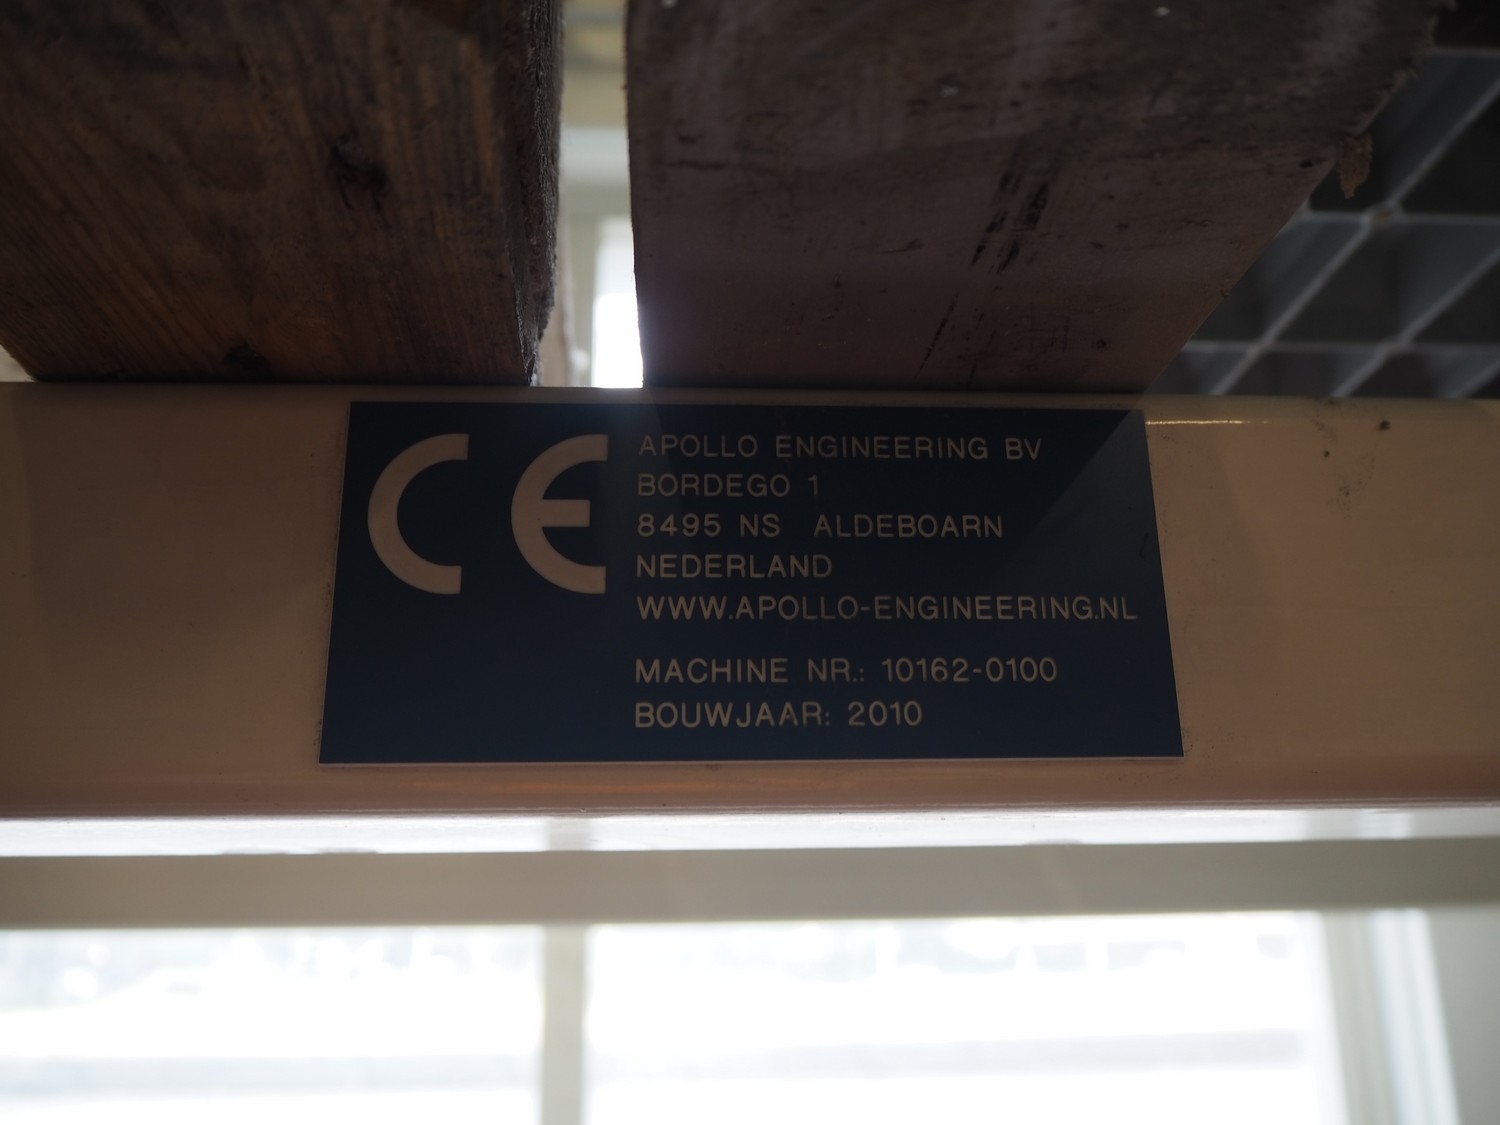 CE
APOLLO ENGINEERING BV
BORDEGO 1
8495 NS ALDEBOARN
NEDERLAND
WWW.APOLLO-ENGINEERING.NL
MACHINE NR.: 10162-0100
BOUWJAAR: 2010